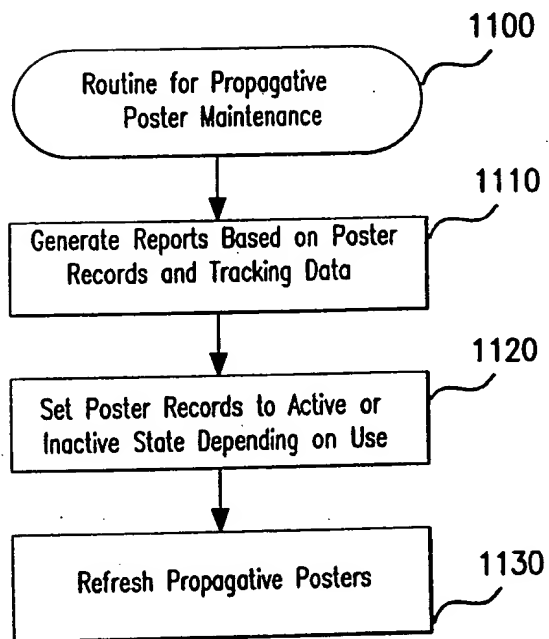 1100
Routine for Propagative
Poster Maintenance
1110
Generate Reports Based on Poster
Records and Tracking Data
1120
Set Poster Records to Active or
Inactive State Depending on Use
1130
Refresh Propagative Posters